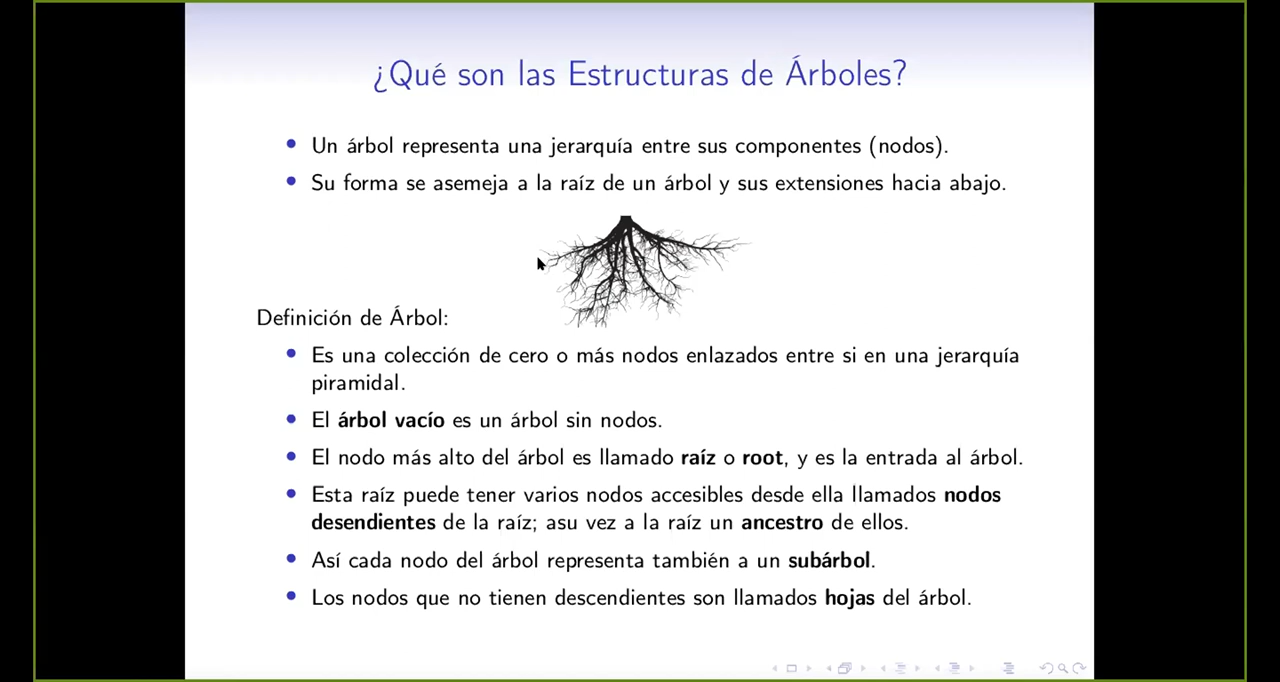 ¿Qué son las Estructuras de Árboles?
Un árbol representa una jerarquía entre sus componentes (nodos).
Su forma se asemeja a la raíz de un árbol y sus extensiones hacia abajo.
Definición de Árbol:
Es una colección de cero o más nodos enlazados entre si en una jerarquía
piramidal.
El árbol vacío es un árbol sin nodos.
El nodo más alto del árbol es llamado raíz o root, y es la entrada al árbol.
Esta raíz puede tener varios nodos accesibles desde ella llamados nodos
desendientes de la raíz; asu vez a la raíz un ancestro de ellos.
Así cada nodo del árbol representa también a un subárbol.
Los nodos que no tienen descendientes son llamados hojas del árbol.